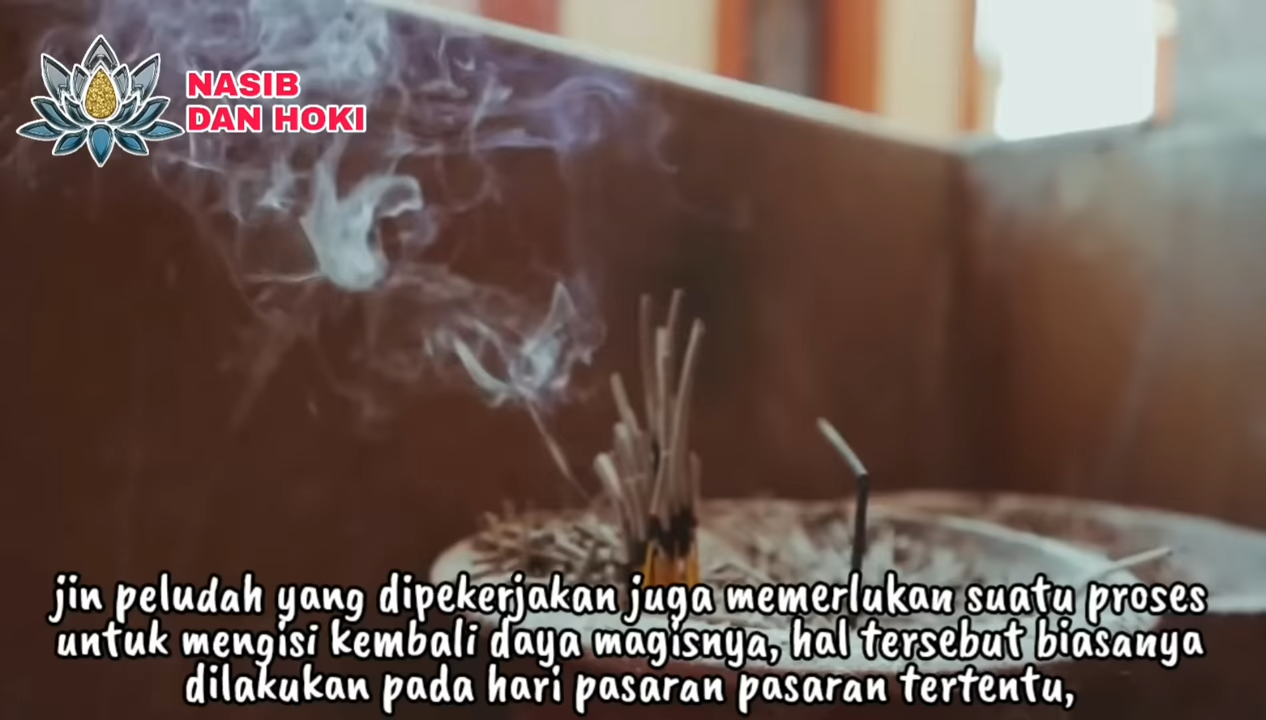 NASIB
DAN HOKI
jin peludah yang dipekerjakan juga memerlukan suatu proses
untuk mengisi kembali daya magisnya, hal tersebut biasanya
dilakukan pada hari pasaran pasaran tertentu,